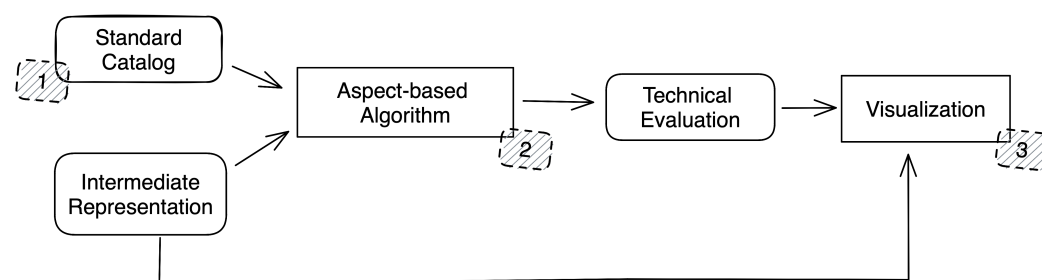 Standard
Catalog
1
Aspect-based
Algorithm
2
Technical
Evaluation
Visualization
3
Intermediate
Representation